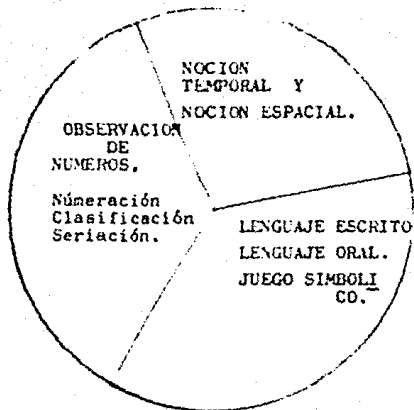 NOCION
TEMPORAL Y
NOCION ESPACIAL.
OBSERVACION
DE
NUMEROS.
Númeración
Clasificación
Seriación.
LENGUAJE ESCRITO
LENGUAJE ORAL.
JUEGO SIMBOLI
CO.